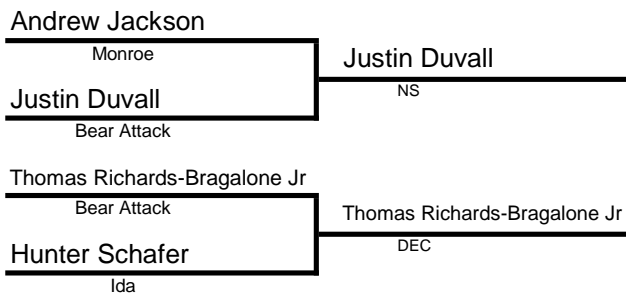 Andrew Jackson
Monroe
Justin Duvall
NS
Justin Duvall
Bear Attack
Thomas Richards-Bragalone Jr
Bear Attack
Thomas Richards-Bragalone Jr
DEC
Hunter Schafer
Ida